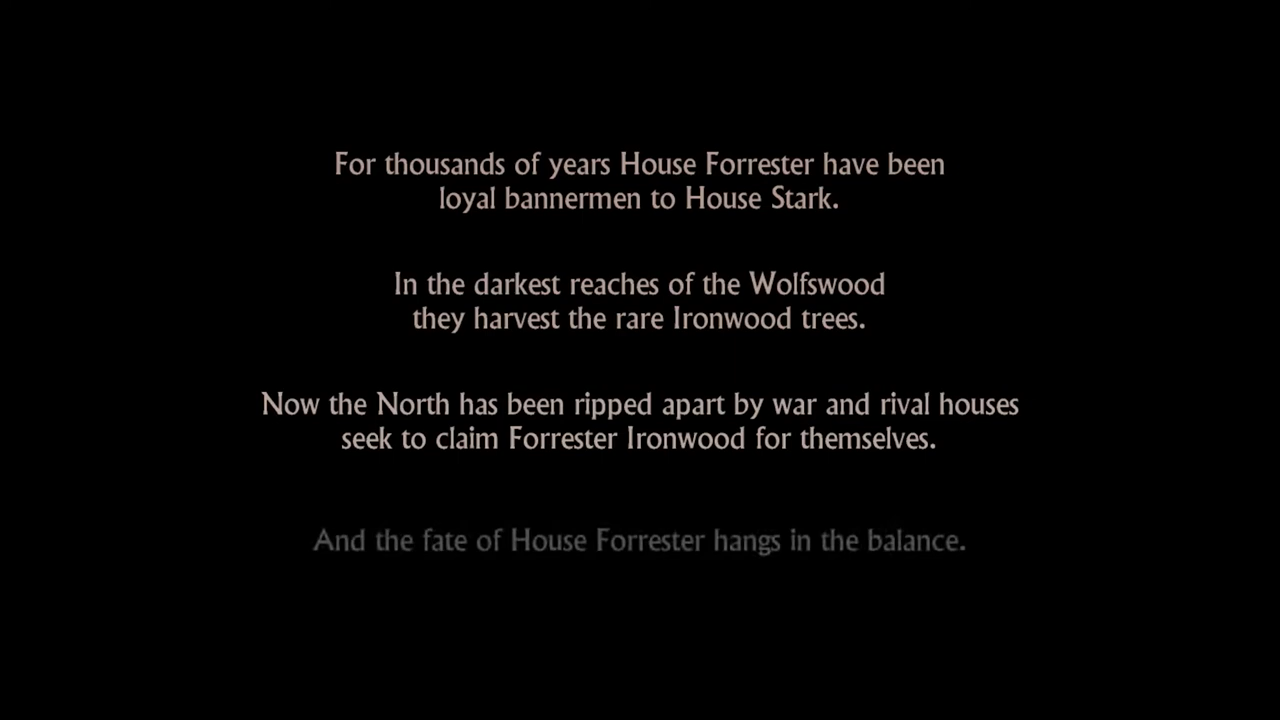 For thousands of years House Forrester have been
loyal bannermen to House Stark.
In the darkest reaches of the Wolfswood
they harvest the rare Ironwood trees.
Now the North has been ripped apart by war and rival houses
seek to claim Forrester Ironwood for themselves.
And the fate of House Forrester hangs in the balance.